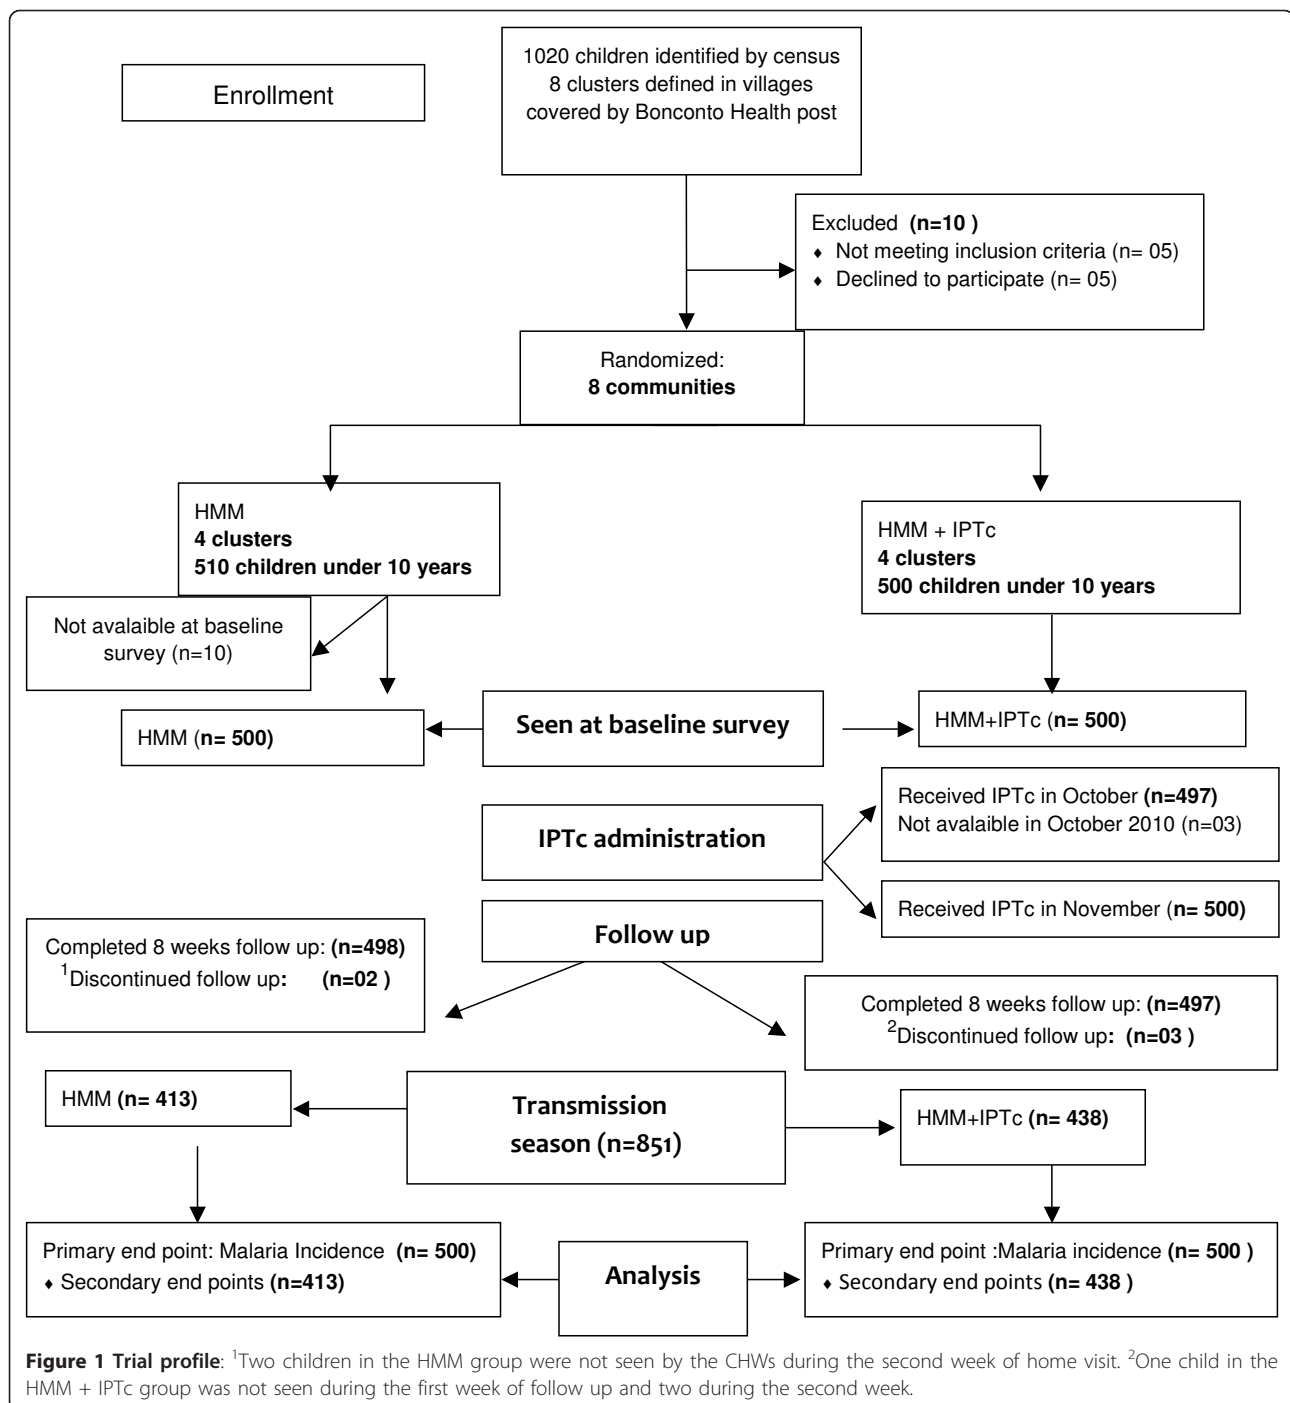 Enrollment
1020 children identified by census
8 clusters defined in villages
covered by Bonconto Health post
Excluded (n=10 )
♦ Not meeting inclusion criteria (n= 05)
♦ Declined to participate (n= 05)
Randomized:
8 communities
HMM
4 clusters
510 children under 10 years
HMM + IPTc
4 clusters
500 children under 10 years
Not avalaible at baseline
survey (n=10)
HMM (n= 500)
Seen at baseline survey
HMM+IPTc (n= 500)
IPTc administration
Received IPTc in October (n=497)
Not avalaible in October 2010 (n=03)
Received IPTc in November (n= 500)
Follow up
Completed 8 weeks follow up: (n=498)
1Discontinued follow up: (n=02 )
Completed 8 weeks follow up: (n=497)
2Discontinued follow up: (n=03 )
HMM (n= 413)
Transmission
season (n=851)
HMM+IPTc (n= 438)
Primary end point: Malaria Incidence (n= 500)
♦ Secondary end points (n=413)
Analysis
Primary end point :Malaria incidence (n= 500 )
♦ Secondary end points (n= 438 )
Figure 1 Trial profile: 1Two children in the HMM group were not seen by the CHWs during the second week of home visit. 2One child in the
HMM + IPTc group was not seen during the first week of follow up and two during the second week.